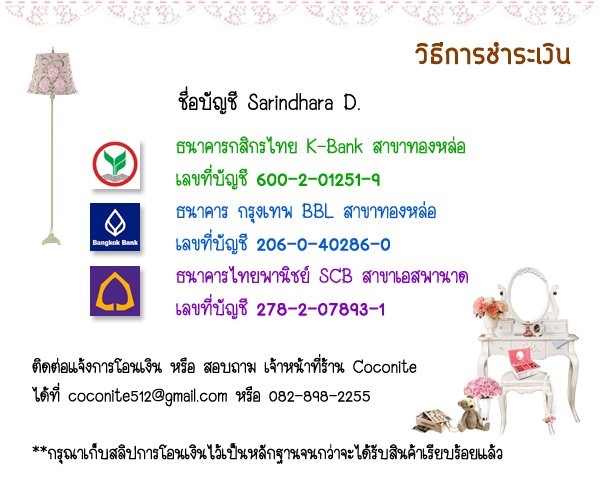 วิธีการชำระเงิน
ชื่อบัญชี Sarindhara D.
ธนาคารกสิกรไทย K-Bank สาขาทองหล่อ
เลขที่บัญชี 600-2-01251-9
ธนาคาร กรุงเทพ BBL สาขาทองหล่อ
Bangkok Bank
เลขที่บัญชี 206-0-40286-0
ธนาคารไทยพานิชย์ SCB สาขาเอสพานาด
เลขที่บัญชี 278-2-07893-1
ติดต่อแจ้งการโอนเงิน หรือ สอบถาม เจ้าหน้าที่ร้าน Coconite
ได้ที่ coconite512@gmail.com หรือ 082-898-2255
**กรุณาเก็บสลิปการโอนเงินไว้เป็นหลักฐานจนกว่าจะได้รับสินค้าเรียบร้อยแล้ว